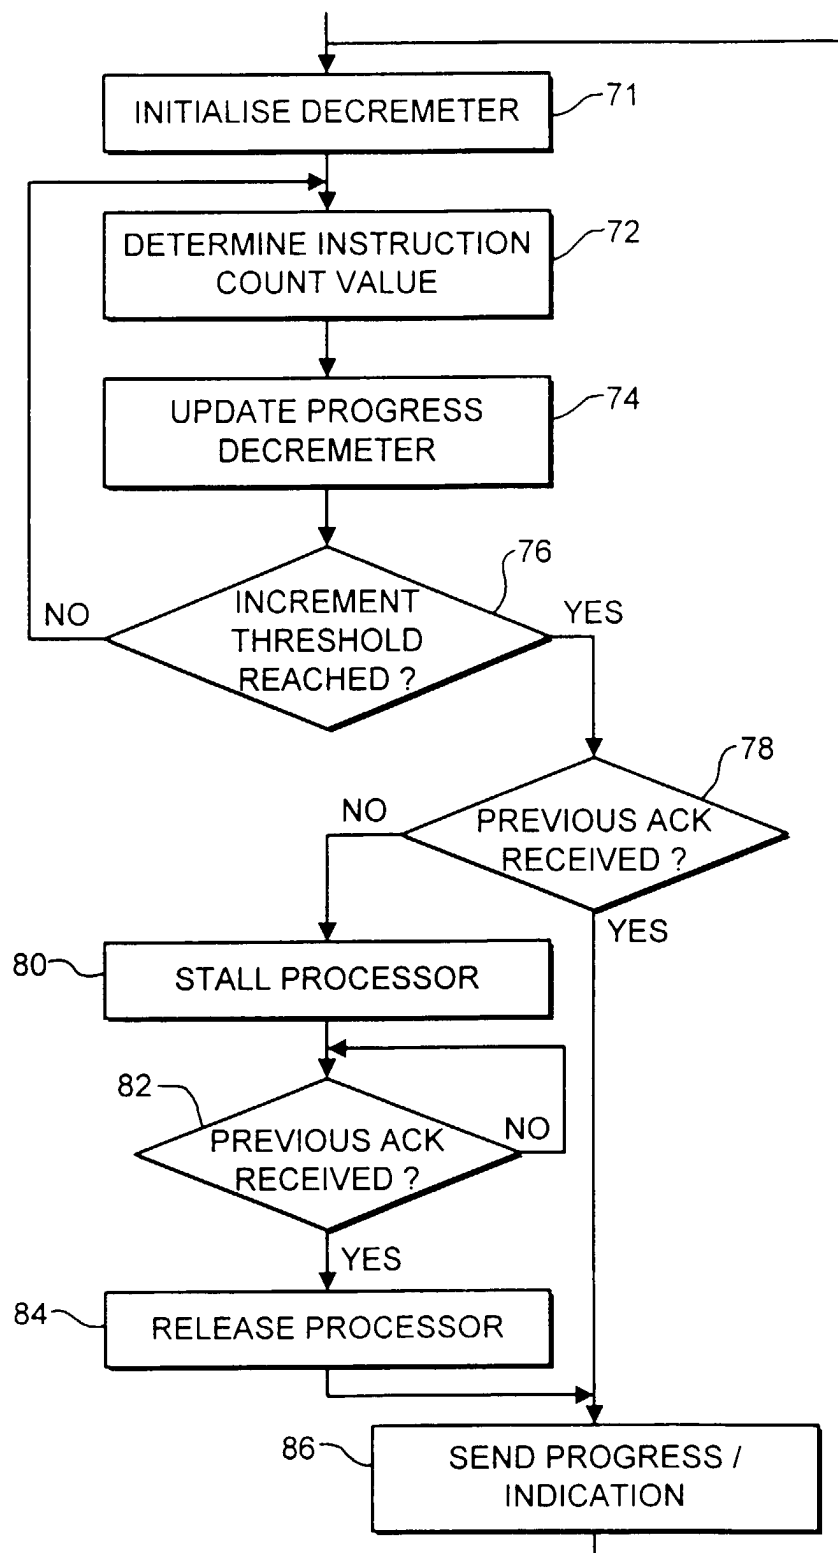 INITIALISE DECREMETER
71
DETERMINE INSTRUCTION
COUNT VALUE
72
UPDATE PROGRESS
DECREMETER
74
INCREMENT
THRESHOLD
REACHED ?
76
NO
YES
PREVIOUS ACK
RECEIVED ?
78
NO
YES
80
STALL PROCESSOR
82
PREVIOUS ACK
RECEIVED ?
NO
YES
84
RELEASE PROCESSOR
86
SEND PROGRESS /
INDICATION